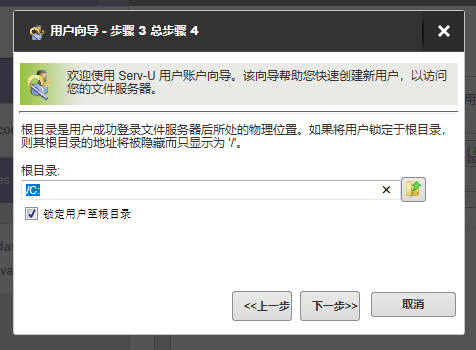 用户向导 - 步骤 3 总步骤 4
欢迎使用 Serv-U 用户账户向导。该向导帮助您快速创建新用户，以访问
您的文件服务器。
根目录是用户成功登录文件服务器后所处的物理位置。如果将用户锁定于根目录，
则其根目录的地址将被隐藏而只显示为 '/'。
根目录:
/C:
锁定用户至根目录
<<上一步 下一步>> 取消